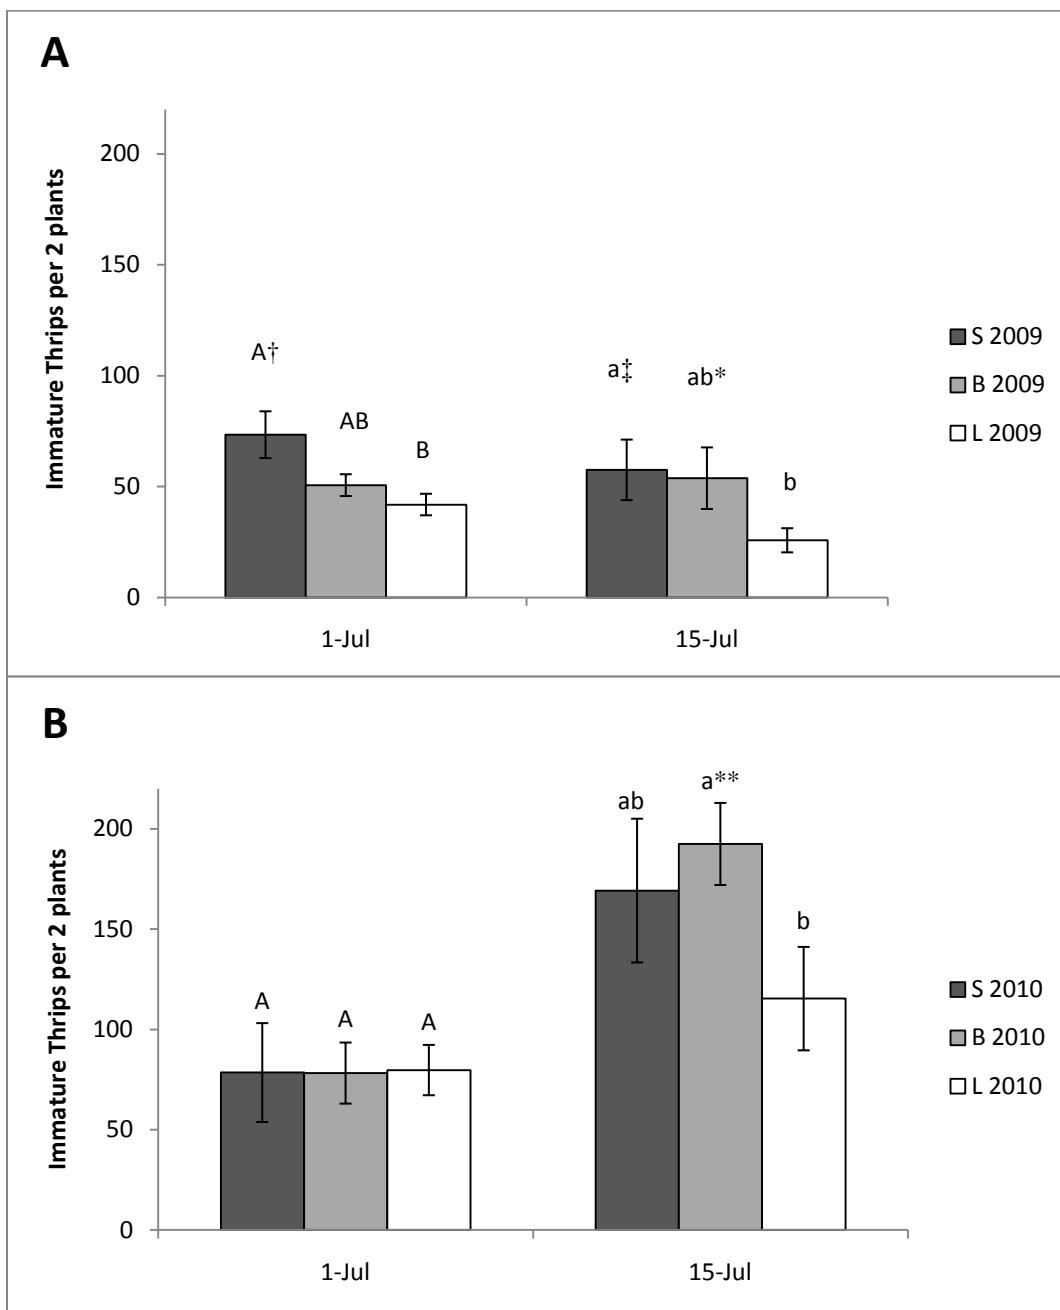 A
Immature Thrips per 2 plants
200
150
100
50
0
A†
AB
B
a‡
ab*
b
1-Jul
15-Jul
S 2009
B 2009
L 2009
B
Immature Thrips per 2 plants
200
150
100
50
0
A
A
A
ab
a**
b
1-Jul
15-Jul
S 2010
B 2010
L 2010